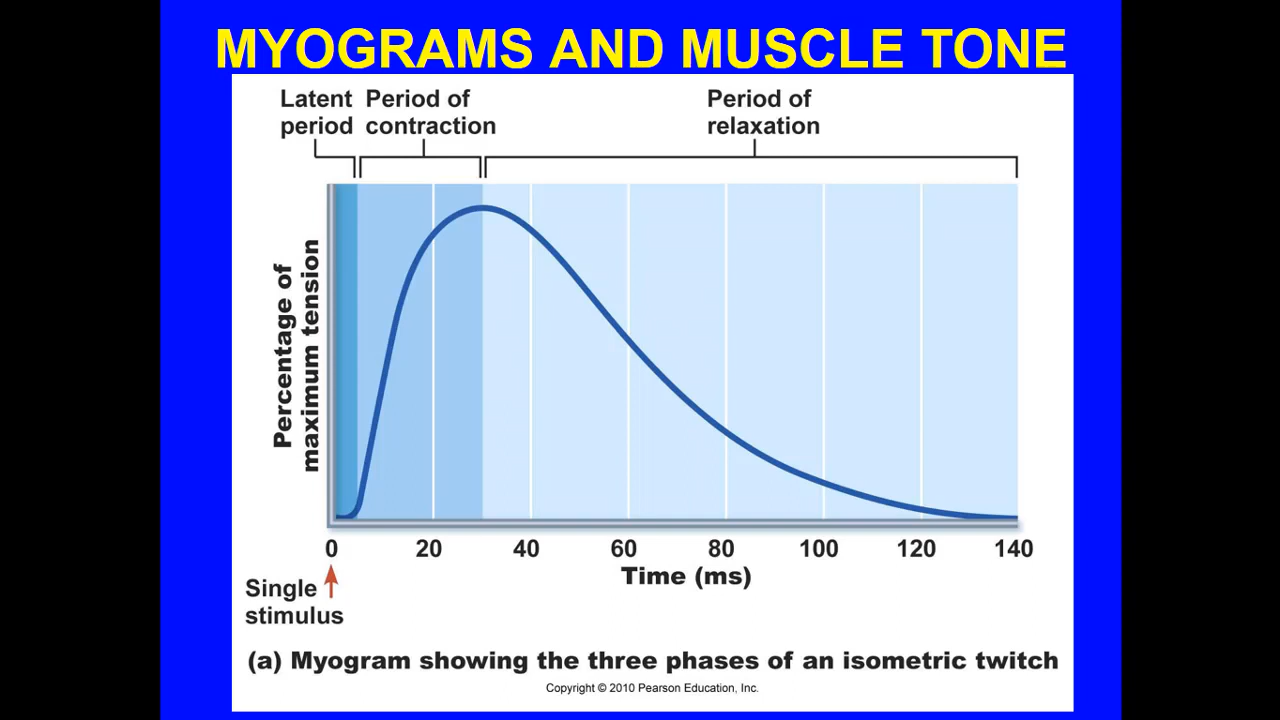 MYOGRAMS AND MUSCLE TONE
Latent
period
Period of
contraction
Period of
relaxation
Percentage of
maximum tension
0 20 40 60 80 100 120 140
Time (ms)
Single
stimulus
(a) Myogram showing the three phases of an isometric twitch
Copyright © 2010 Pearson Education, Inc.